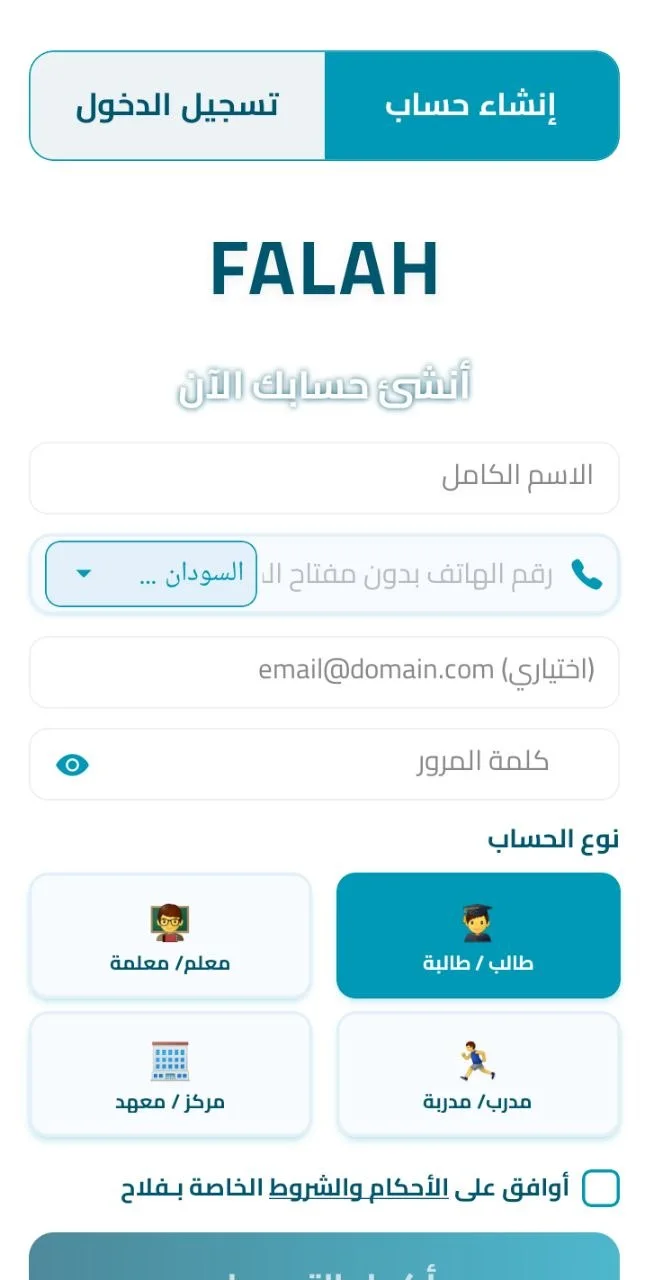 إنشاء حساب
تسجيل الدخول
FALAH
أنشئ حسابك الآن
الاسم الكامل
رقم الهاتف بدون مفتاح الد
السودان ...
(اختياري) email@domain.com
كلمة المرور
نوع الحساب
طالب / طالبة
معلم/ معلمة
مدرب/ مدربة
مركز / معهد
أوافق على الأحكام والشروط الخاصة بـفلاح